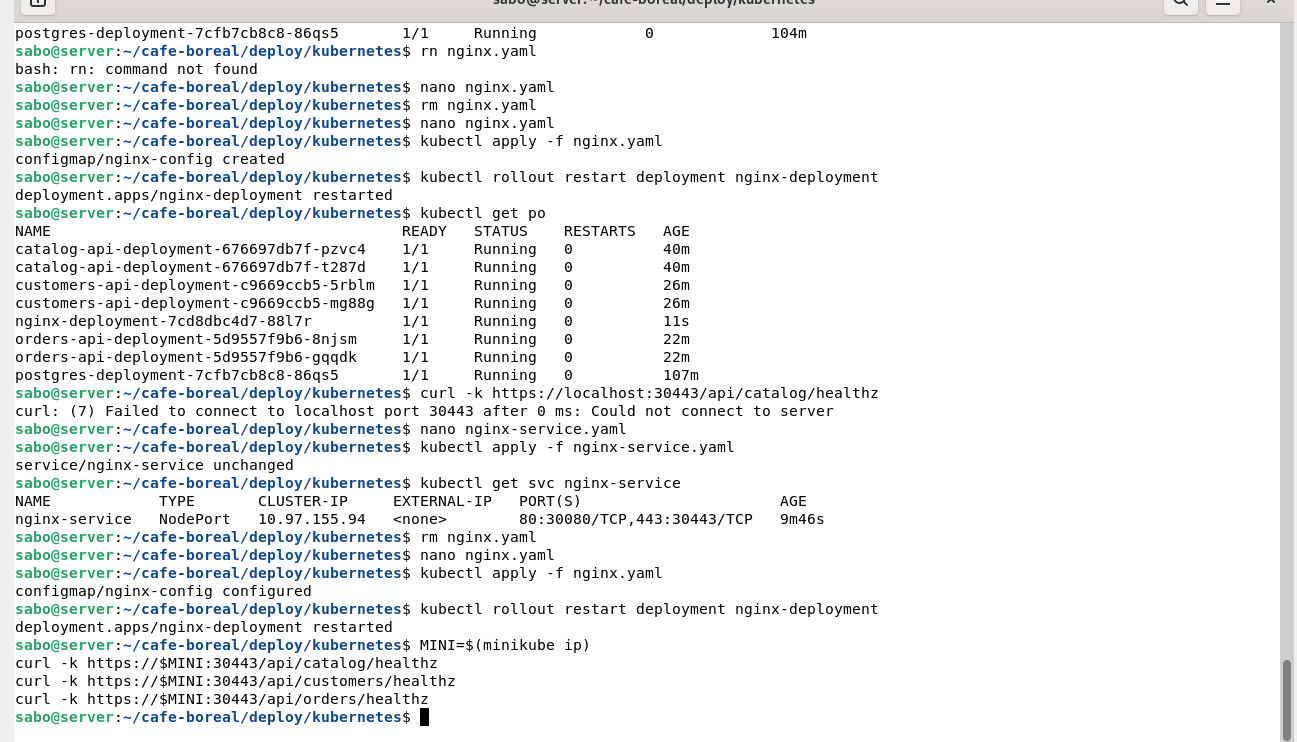 sabo@server:~/cafe-boreal/deploy/kubernetes
postgres-deployment-7cfb7cb8c8-86qs5       1/1     Running            0             104m
sabo@server:~/cafe-boreal/deploy/kubernetes$ rn nginx.yaml
bash: rn: command not found
sabo@server:~/cafe-boreal/deploy/kubernetes$ nano nginx.yaml
sabo@server:~/cafe-boreal/deploy/kubernetes$ rm nginx.yaml
sabo@server:~/cafe-boreal/deploy/kubernetes$ nano nginx.yaml
sabo@server:~/cafe-boreal/deploy/kubernetes$ kubectl apply -f nginx.yaml
configmap/nginx-config created
sabo@server:~/cafe-boreal/deploy/kubernetes$ kubectl rollout restart deployment nginx-deployment
deployment.apps/nginx-deployment restarted
sabo@server:~/cafe-boreal/deploy/kubernetes$ kubectl get po
NAME                                       READY   STATUS    RESTARTS   AGE
catalog-api-deployment-676697db7f-pzvc4    1/1     Running   0          40m
catalog-api-deployment-676697db7f-t287d    1/1     Running   0          40m
customers-api-deployment-c9669ccb5-5rblm   1/1     Running   0          26m
customers-api-deployment-c9669ccb5-mg88g   1/1     Running   0          26m
nginx-deployment-7cd8dbc4d7-88l7r          1/1     Running   0          11s
orders-api-deployment-5d9557f9b6-8njsm     1/1     Running   0          22m
orders-api-deployment-5d9557f9b6-gqqdk     1/1     Running   0          22m
postgres-deployment-7cfb7cb8c8-86qs5       1/1     Running   0          107m
sabo@server:~/cafe-boreal/deploy/kubernetes$ curl -k https://localhost:30443/api/catalog/healthz
curl: (7) Failed to connect to localhost port 30443 after 0 ms: Could not connect to server
sabo@server:~/cafe-boreal/deploy/kubernetes$ nano nginx-service.yaml
sabo@server:~/cafe-boreal/deploy/kubernetes$ kubectl apply -f nginx-service.yaml
service/nginx-service unchanged
sabo@server:~/cafe-boreal/deploy/kubernetes$ kubectl get svc nginx-service
NAME            TYPE       CLUSTER-IP     EXTERNAL-IP   PORT(S)                      AGE
nginx-service   NodePort   10.97.155.94   <none>        80:30080/TCP,443:30443/TCP   9m46s
sabo@server:~/cafe-boreal/deploy/kubernetes$ rm nginx.yaml
sabo@server:~/cafe-boreal/deploy/kubernetes$ nano nginx.yaml
sabo@server:~/cafe-boreal/deploy/kubernetes$ kubectl apply -f nginx.yaml
configmap/nginx-config configured
sabo@server:~/cafe-boreal/deploy/kubernetes$ kubectl rollout restart deployment nginx-deployment
deployment.apps/nginx-deployment restarted
sabo@server:~/cafe-boreal/deploy/kubernetes$ MINI=$(minikube ip)
curl -k https://$MINI:30443/api/catalog/healthz
curl -k https://$MINI:30443/api/customers/healthz
curl -k https://$MINI:30443/api/orders/healthz
sabo@server:~/cafe-boreal/deploy/kubernetes$